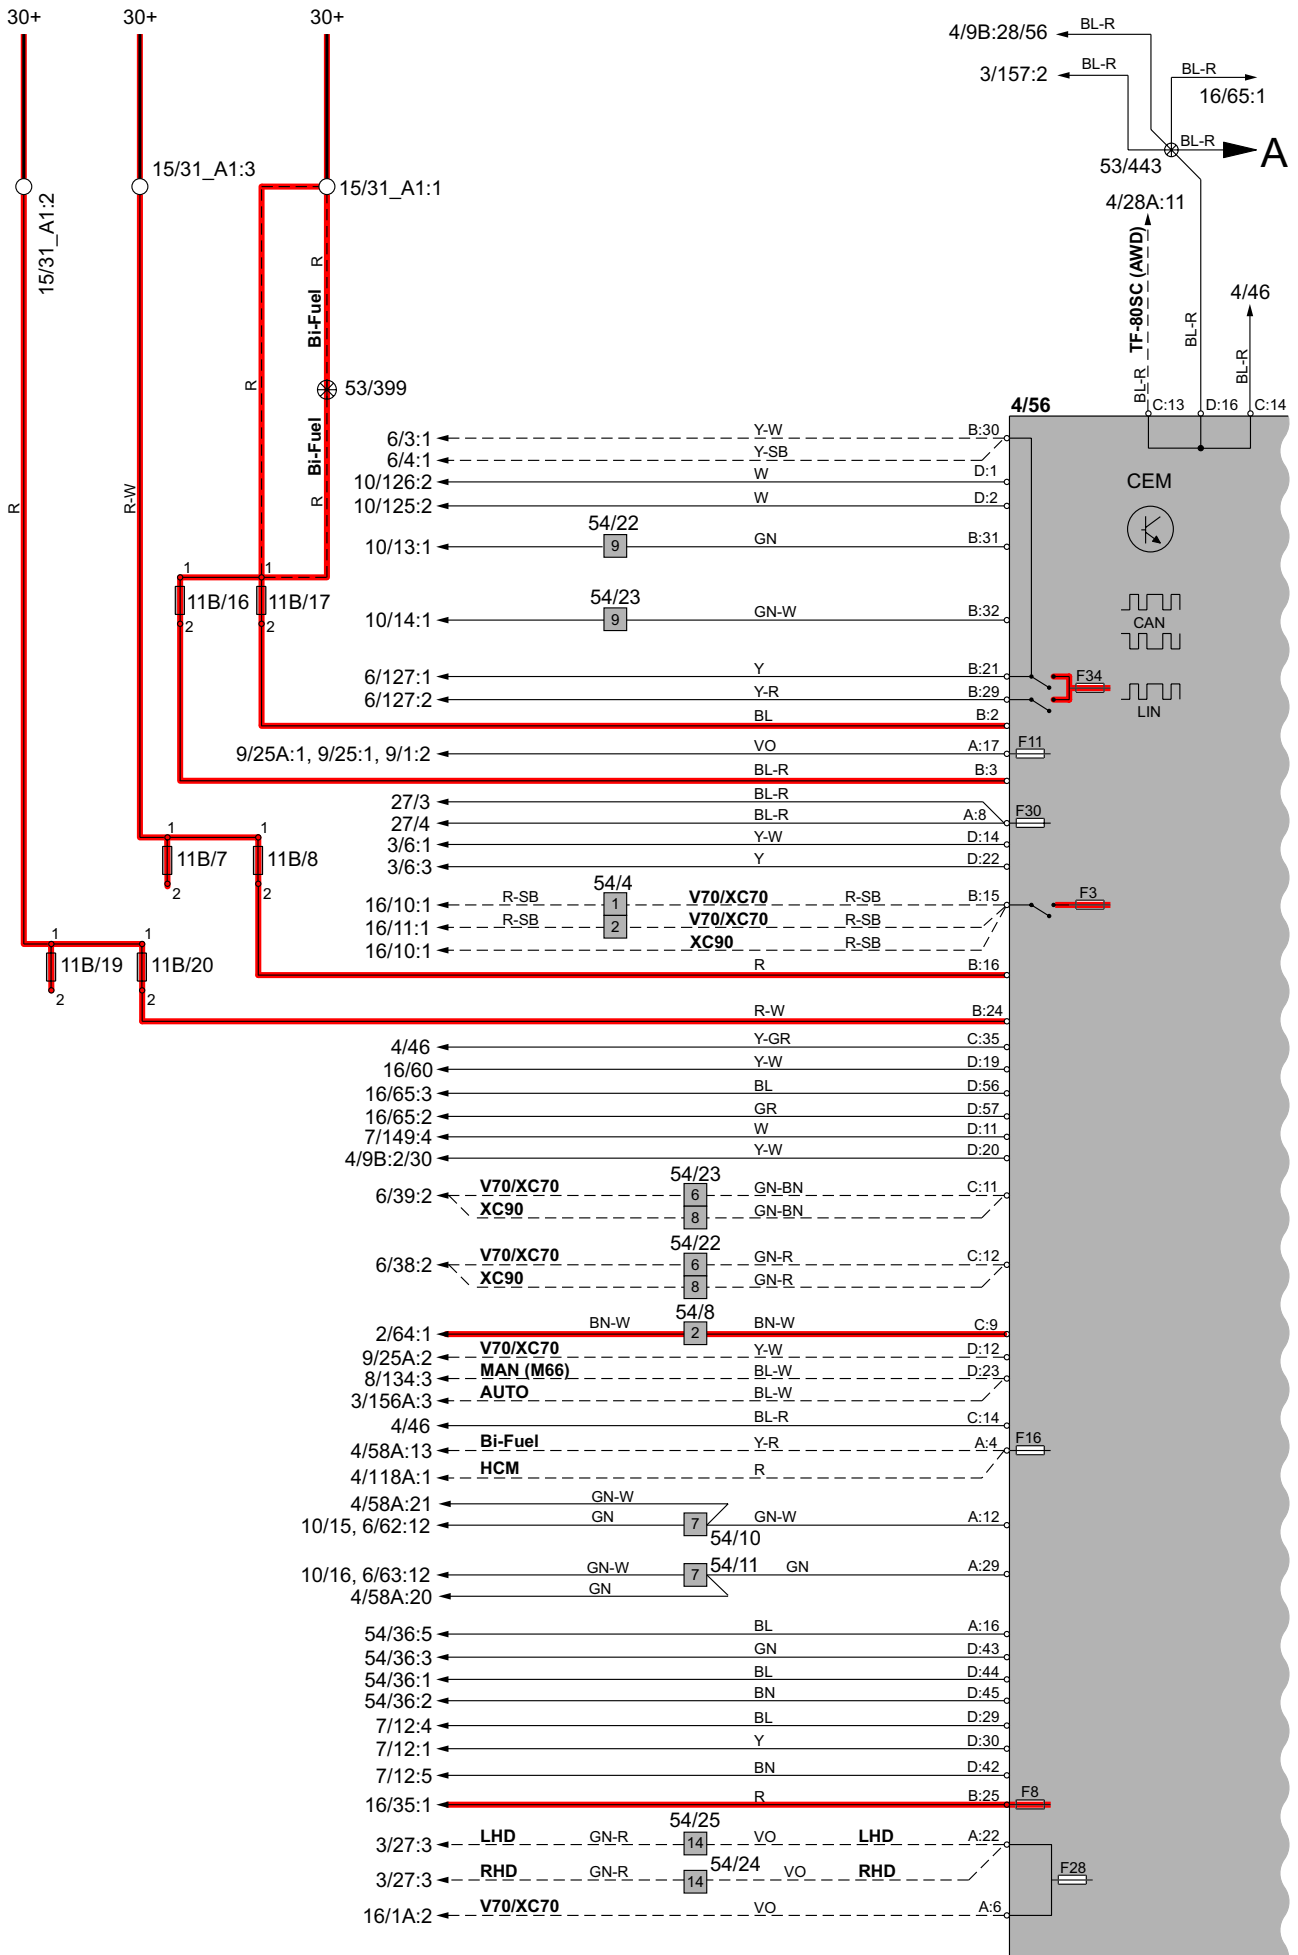 30+ 30+ 30+
4/9B:28/56 BL-R
3/157:2 BL-R BL-R
16/65:1
BL-R A
53/443
15/31_A1:3
15/31_A1:1
15/31_A1:2
4/28A:11
TF-80SC (AWD)
4/46
R Bi-Fuel
BL-R BL-R BL-R
R 53/399
Bi-Fuel R
R R-W
4/56 C:13 D:16 C:14
CEM
CAN
LIN
6/3:1 Y-W B:30
6/4:1 Y-SB
10/126:2 W D:1
10/125:2 W D:2
54/22
10/13:1 9 GN B:31
1 1
11B/16 11B/17
2 2
54/23
10/14:1 9 GN-W B:32
6/127:1 Y B:21 F34
6/127:2 Y-R B:29
BL B:2
9/25A:1, 9/25:1, 9/1:2 VO A:17 F11
BL-R B:3
27/3 BL-R
27/4 BL-R A:8 F30
3/6:1 Y-W D:14
3/6:3 Y D:22
1 1
11B/7 11B/8
2 2
54/4
16/10:1 R-SB 1 V70/XC70 R-SB B:15 F3
16/11:1 R-SB 2 V70/XC70 R-SB
16/10:1 XC90 R-SB
1 1
11B/19 11B/20
2 2
R B:16
R-W B:24
4/46 Y-GR C:35
16/60 Y-W D:19
16/65:3 BL D:56
16/65:2 GR D:57
7/149:4 W D:11
4/9B:2/30 Y-W D:20
54/23
6/39:2 V70/XC70 6 GN-BN C:11
XC90 8 GN-BN
54/22
6/38:2 V70/XC70 6 GN-R C:12
XC90 8 GN-R
54/8
2/64:1 BN-W 2 BN-W C:9
9/25A:2 V70/XC70 Y-W D:12
8/134:3 MAN (M66) BL-W D:23
3/156A:3 AUTO BL-W
4/46 BL-R C:14
4/58A:13 Bi-Fuel Y-R A:4 F16
4/118A:1 HCM R
4/58A:21 GN-W
10/15, 6/62:12 GN 7 GN-W A:12
54/10
10/16, 6/63:12 GN-W 7 54/11 GN A:29
4/58A:20 GN
54/36:5 BL A:16
54/36:3 GN D:43
54/36:1 BL D:44
54/36:2 BN D:45
7/12:4 BL D:29
7/12:1 Y D:30
7/12:5 BN D:42
16/35:1 R B:25 F8
54/25
3/27:3 LHD GN-R 14 VO LHD A:22
3/27:3 RHD GN-R 14 54/24 VO RHD F28
16/1A:2 V70/XC70 VO A:6